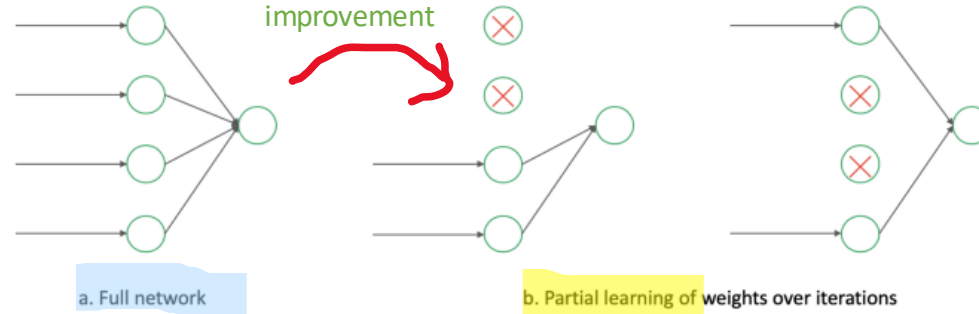 improvement
a. Full network
b. Partial learning of weights over iterations